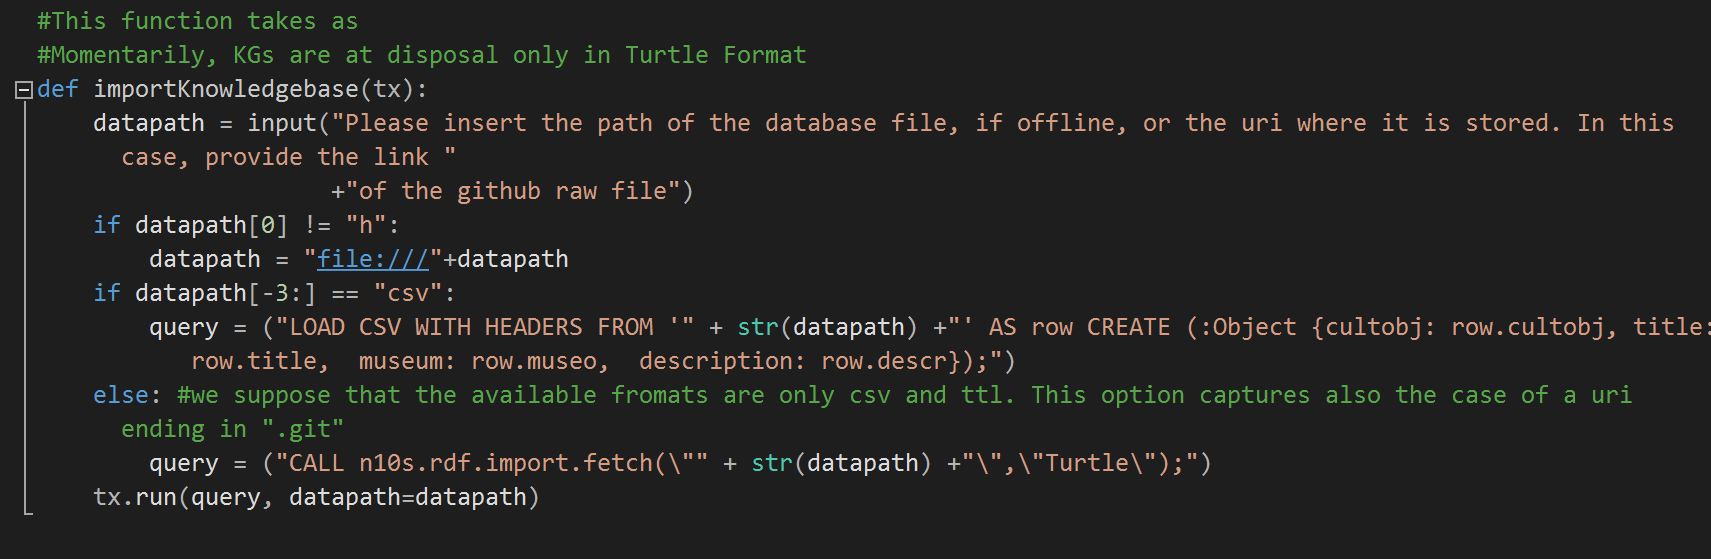 #This function takes as
#Momentarily, KGs are at disposal only in Turtle Format
def importKnowledgebase(tx):
datapath = input("Please insert the path of the database file, if offline, or the uri where it is stored. In this
case, provide the link "
+"of the github raw file")
if datapath[0] != "h":
datapath = "file:///"+datapath
if datapath[-3:] == "csv":
query = ("LOAD CSV WITH HEADERS FROM '" + str(datapath) +"' AS row CREATE (:Object {cultobj: row.cultobj, title:
row.title,  museum: row.museo,  description: row.descr});")
else: #we suppose that the available fromats are only csv and ttl. This option captures also the case of a uri
ending in ".git"
query = ("CALL n10s.rdf.import.fetch(\"" + str(datapath) +"\",\"Turtle\");")
tx.run(query, datapath=datapath)